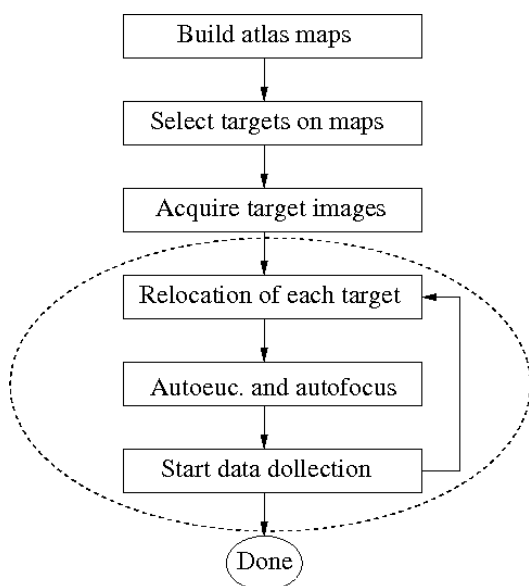 Build atlas maps
Select targets on maps
Acquire target images
Relocation of each target
Autoeuc. and autofocus
Start data dollection
Done